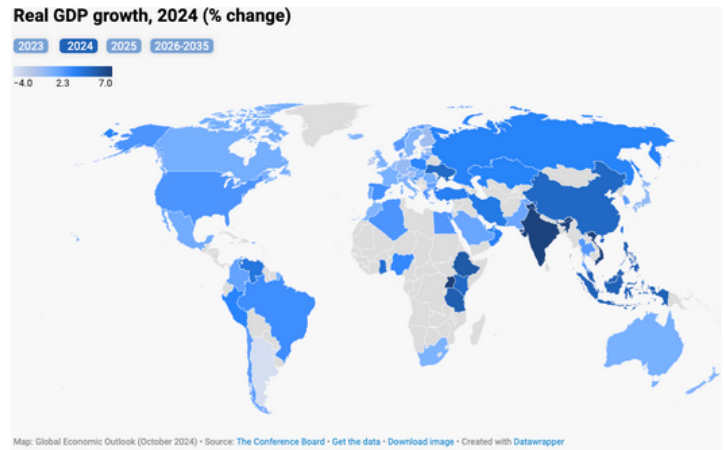 Real GDP growth, 2024 (% change)
2023 2024 2025 2026-2035
−4.0 2.3 7.0
Map: Global Economic Outlook (October 2024) • Source: The Conference Board • Get the data • Download image • Created with Datawrapper